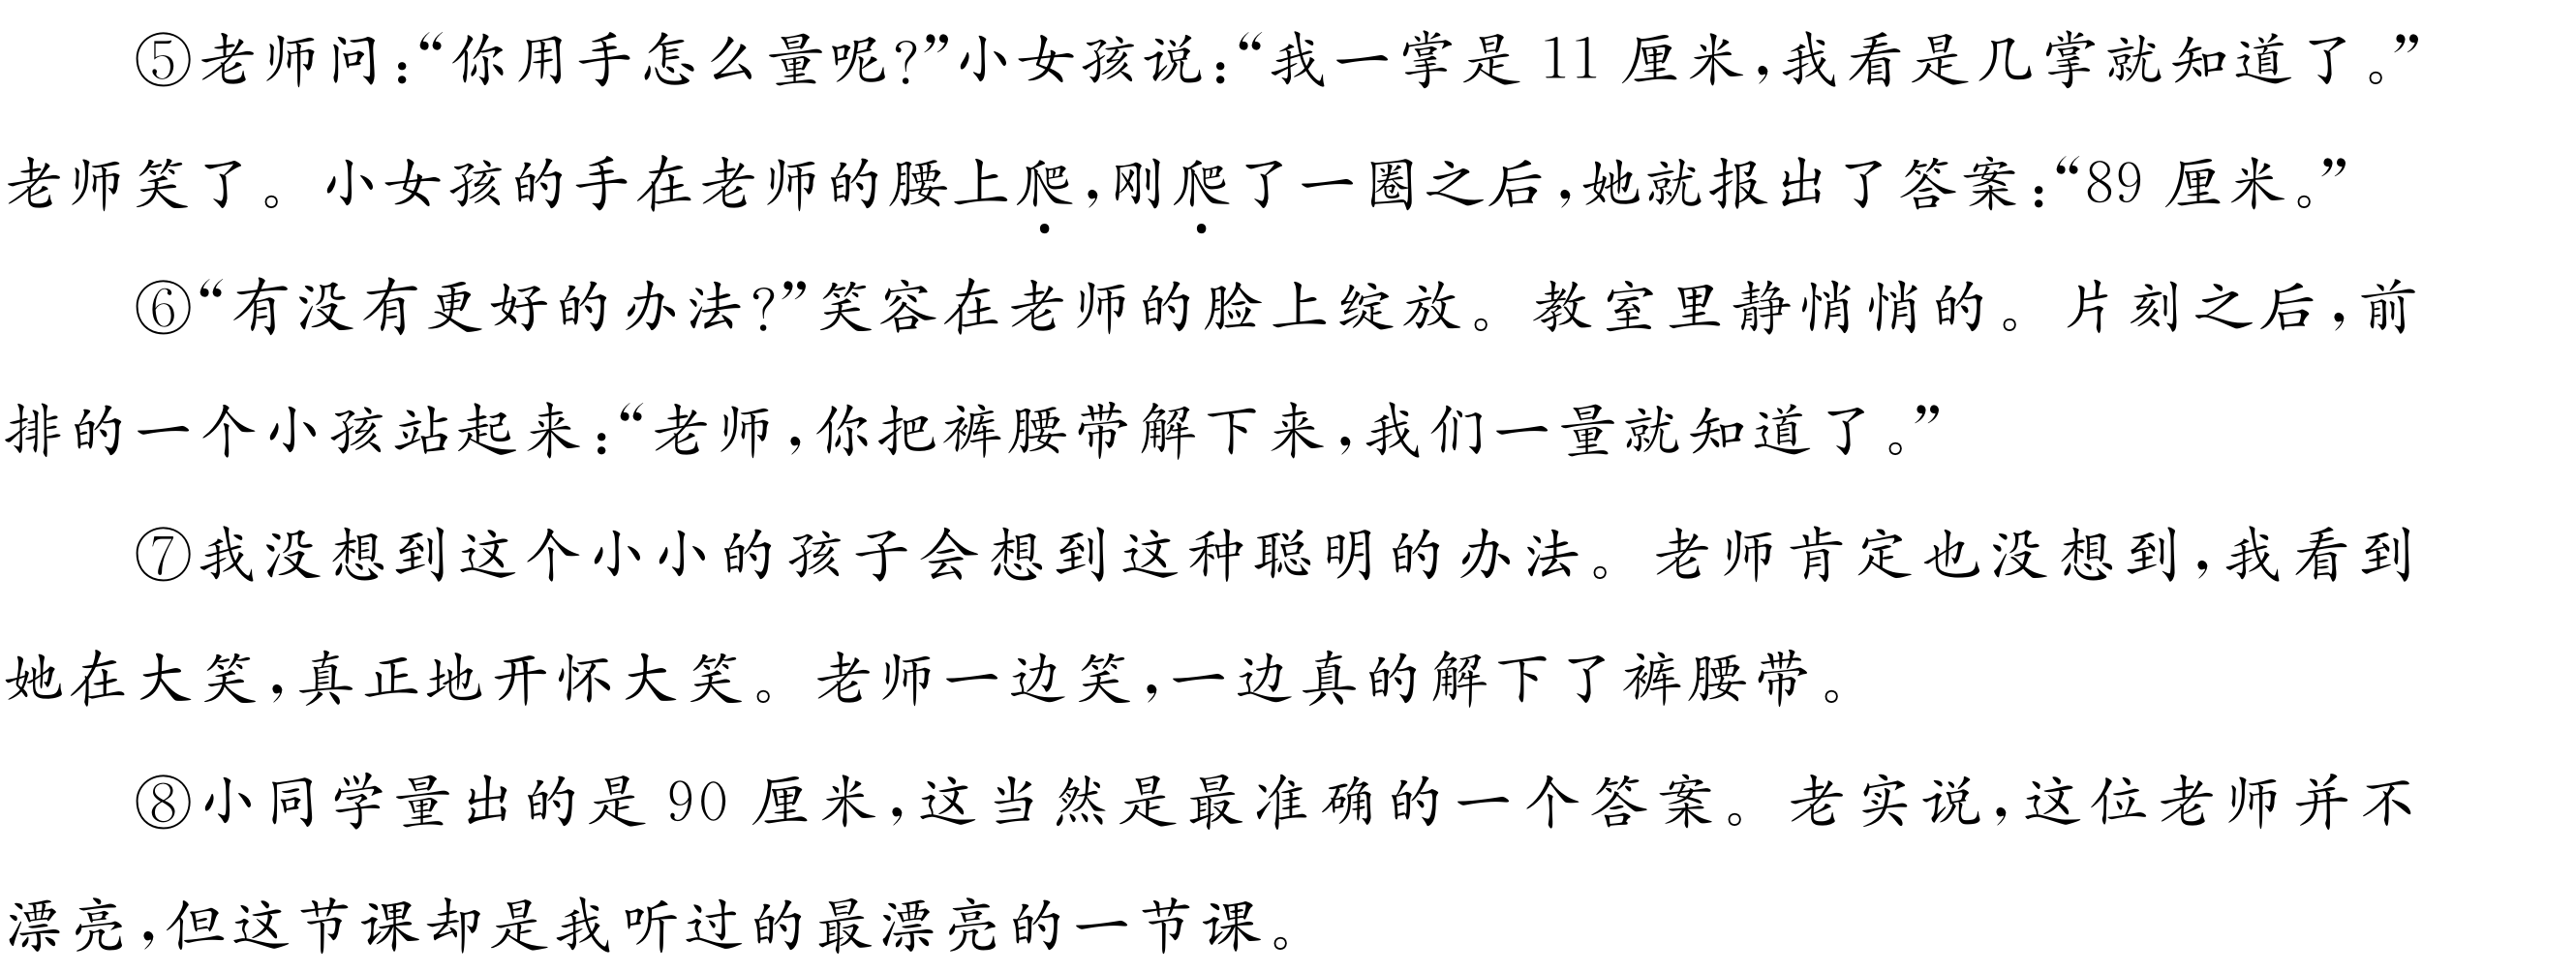 ⑤老师问:“你用手怎么量呢?”小女孩说:“我一掌是 11 厘米,我看是几掌就知道了。”
老师笑了。小女孩的手在老师的腰上爬,刚爬了一圈之后,她就报出了答案:“89 厘米。”
⑥“有没有更好的办法?”笑容在老师的脸上绽放。教室里静悄悄的。片刻之后,前
排的一个小孩站起来:“老师,你把裤腰带解下来,我们一量就知道了。”
⑦我没想到这个小小的孩子会想到这种聪明的办法。老师肯定也没想到,我看到
她在大笑,真正地开怀大笑。老师一边笑,一边真的解下了裤腰带。
⑧小同学量出的是 90 厘米,这当然是最准确的一个答案。老实说,这位老师并不
漂亮,但这节课却是我听过的最漂亮的一节课。